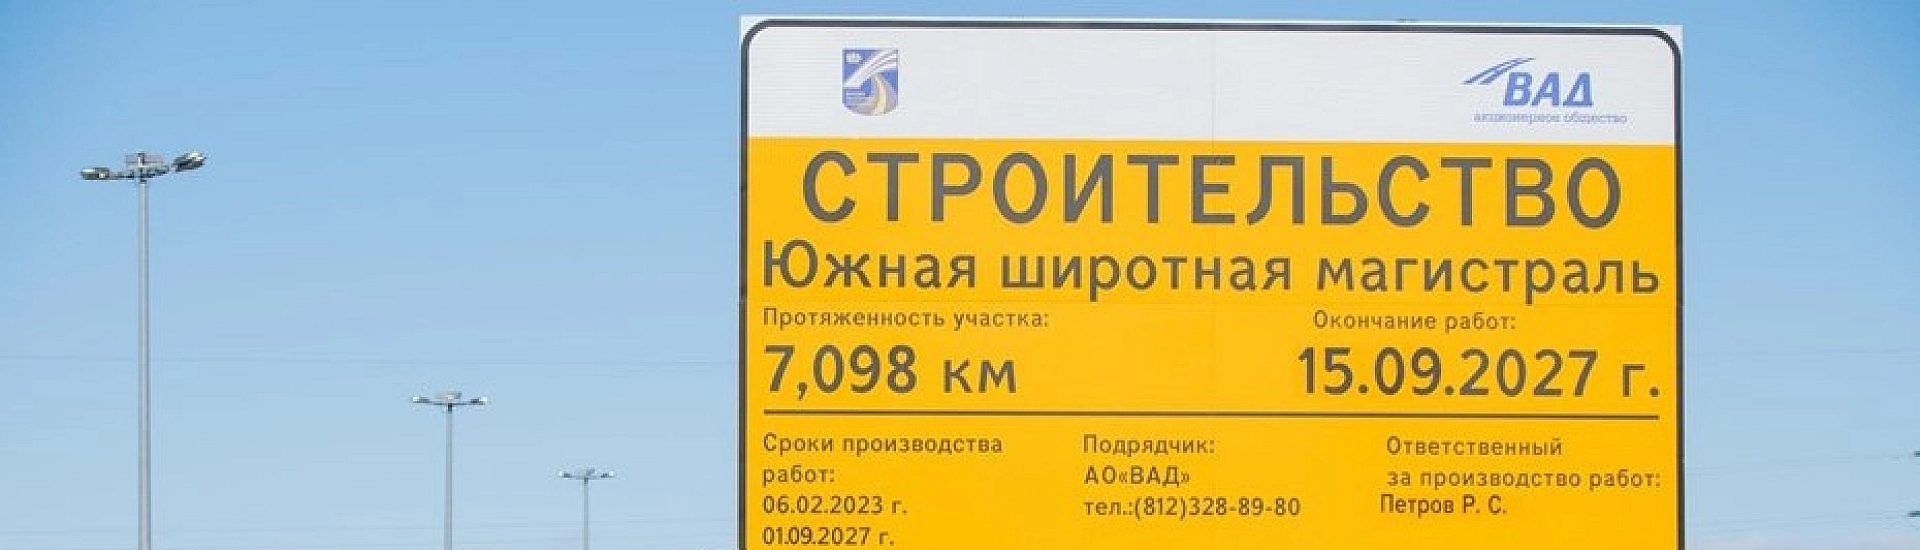 ВАД
акционерное общество
СТРОИТЕЛЬСТВО
Южная широтная магистраль
Протяженность участка:
7,098 км
Окончание работ:
15.09.2027 г.
Сроки производства
работ:
06.02.2023 г.
01.09.2027 г.
Подрядчик:
АО«ВАД»
тел.:(812)328-89-80
Ответственный
за производство работ:
Петров Р. С.